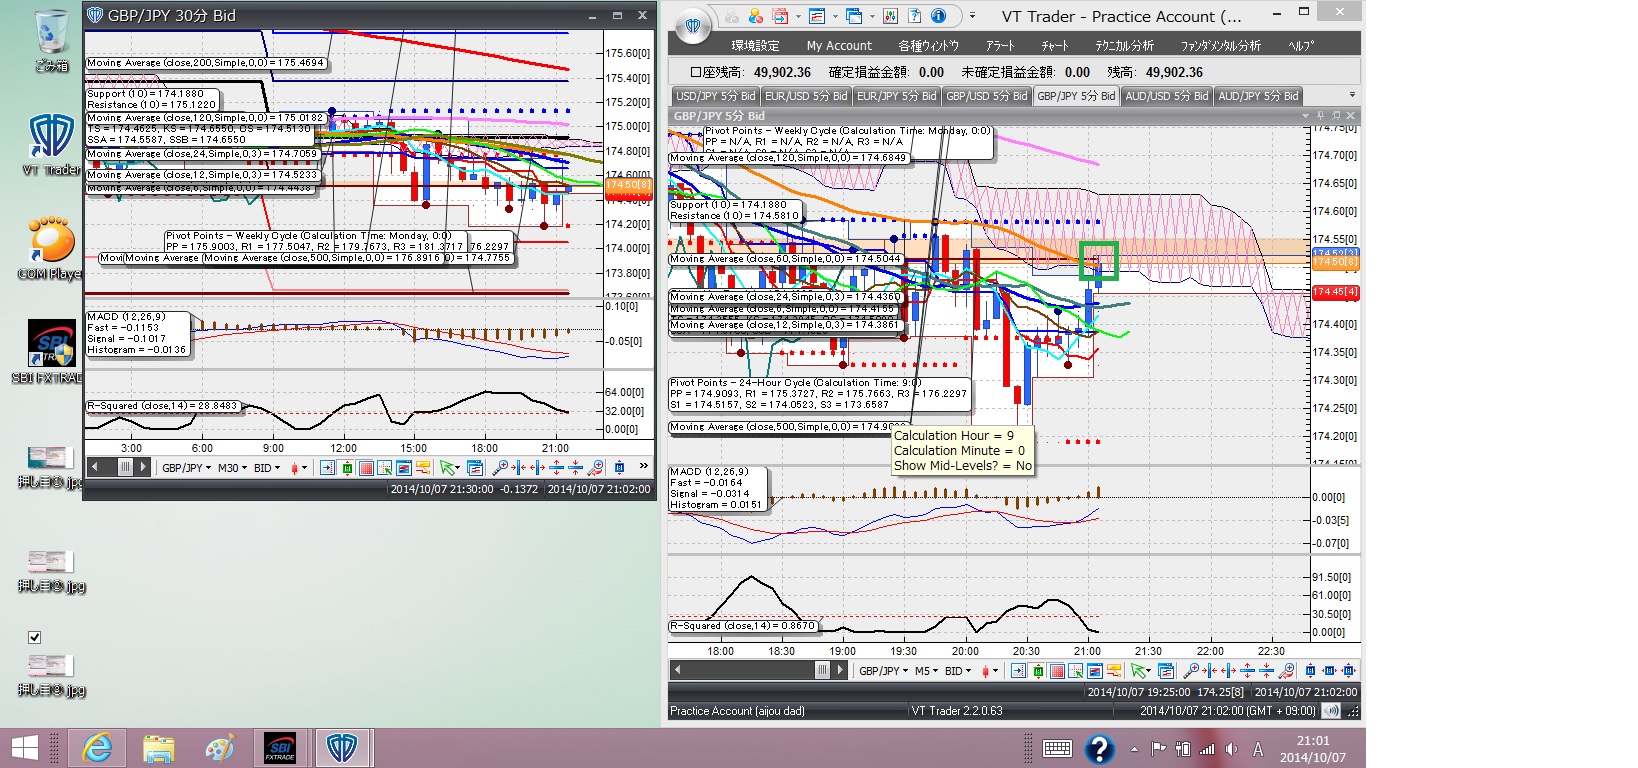 ごみ箱
VT Trader
COM Player
SBI FXTRAD
押し目①.jpg
押し目②.jpg
押し目③.jpg
GBP/JPY 30分 Bid
Moving Average (close,200,Simple,0,0) = 175.4694
Support (10) = 174.1880
Resistance (10) = 175.1220
Moving Average (close,120,Simple,0,0) = 175.0182
TS = 174.4625, KS = 174.6550, CS = 174.5130
SSA = 174.5587, SSB = 174.6550
Moving Average (close,24,Simple,0,3) = 174.7059
Moving Average (close,12,Simple,0,3) = 174.5233
Moving Average (close,6,Simple,0,0) = 174.4438
Pivot Points - Weekly Cycle (Calculation Time: Monday, 0:0)
PP = 175.9003, R1 = 177.5047, R2 = 179.7673, R3 = 181.3717
76.2297
Movi
Moving Average
Moving Average (close,500,Simple,0,0) = 176.8916
0) = 174.7755
175.60[0]
175.40[0]
175.20[0]
175.00[0]
174.80[0]
174.60[0]
174.50[8]
174.40[0]
174.20[0]
174.00[0]
173.80[0]
173.60[0]
MACD (12,26,9)
Fast = -0.1153
Signal = -0.1017
Histogram = -0.0136
0.10[0]
-0.05[0]
R-Squared (close,14) = 28.8483
64.00[0]
32.00[0]
0.00[0]
3:00 6:00 9:00 12:00 15:00 18:00 21:00
GBP/JPY M30 BID
2014/10/07 21:30:00 -0.1372 2014/10/07 21:02:00
VT Trader - Practice Account (...
環境設定 My Account 各種ウィンドウ アラート チャート テクニカル分析 ファンダメンタル分析 ヘルプ
口座残高: 49,902.36 確定損益金額: 0.00 未確定損益金額: 0.00 残高: 49,902.36
USD/JPY 5分 Bid EUR/USD 5分 Bid EUR/JPY 5分 Bid GBP/USD 5分 Bid GBP/JPY 5分 Bid AUD/USD 5分 Bid AUD/JPY 5分 Bid
GBP/JPY 5分 Bid
Pivot Points - Weekly Cycle (Calculation Time: Monday, 0:0)
PP = N/A, R1 = N/A, R2 = N/A, R3 = N/A
Moving Average (close,120,Simple,0,0) = 174.6849
Support (10) = 174.1880
Resistance (10) = 174.5810
Moving Average (close,60,Simple,0,0) = 174.5044
Moving Average (close,24,Simple,0,3) = 174.4360
Moving Average (close,6,Simple,0,0) = 174.4155
Moving Average (close,12,Simple,0,3) = 174.3861
Pivot Points - 24-Hour Cycle (Calculation Time: 9:0)
PP = 174.9093, R1 = 175.3727, R2 = 175.7663, R3 = 176.2297
S1 = 174.5157, S2 = 174.0523, S3 = 173.6587
Moving Average (close,500,Simple,0,0) = 174.90
Calculation Hour = 9
Calculation Minute = 0
Show Mid-Levels? = No
174.75[0]
174.70[0]
174.65[0]
174.60[0]
174.55[0]
174.52[3]
174.50[8]
174.45[4]
174.40[0]
174.35[0]
174.30[0]
174.25[0]
174.20[0]
174.15[0]
MACD (12,26,9)
Fast = -0.0164
Signal = -0.0314
Histogram = 0.0151
0.00[0]
-0.03[5]
-0.07[0]
R-Squared (close,14) = 0.8670
91.50[0]
61.00[0]
30.50[0]
0.00[0]
18:00 18:30 19:00 19:30 20:00 20:30 21:00 21:30 22:00 22:30
GBP/JPY M5 BID
2014/10/07 19:25:00 174.25[8] 2014/10/07 21:02:00
Practice Account (aijou dad) VT Trader 2.2.0.63 2014/10/07 21:02:00 (GMT + 09:00)
SBI
FXTRADE
A
21:01
2014/10/07